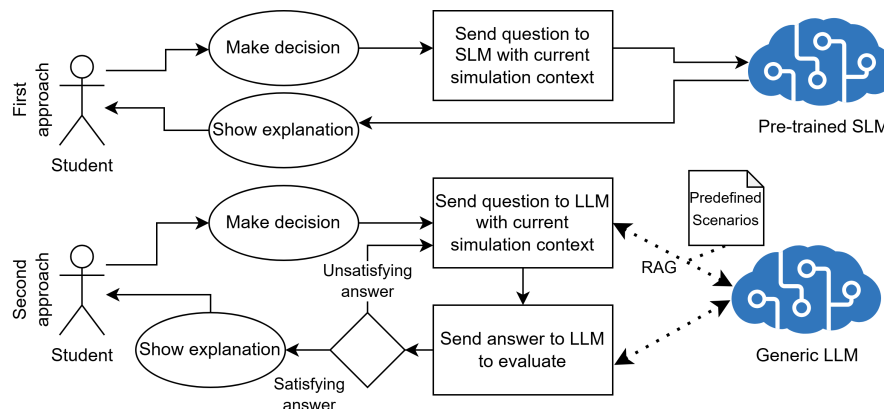 First
approach
Student
Make decision
Send question to
SLM with current
simulation context
Show explanation
Pre-trained SLM
Second
approach
Student
Make decision
Send question to LLM
with current
simulation context
Predefined
Scenarios
RAG
Unsatisfying
answer
Send answer to LLM
to evaluate
Show explanation
Satisfying
answer
Generic LLM